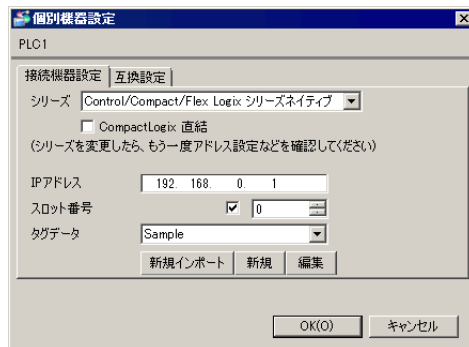 個別機器設定
PLC1
接続機器設定 互換設定
シリーズ Control/Compact/Flex Logix シリーズネイティブ
CompactLogix 直結
(シリーズを変更したら、もう一度アドレス設定などを確認してください)
IPアドレス 192. 168. 0. 1
スロット番号 0
タグデータ Sample
新規インポート 新規 編集
OK(O) キャンセル